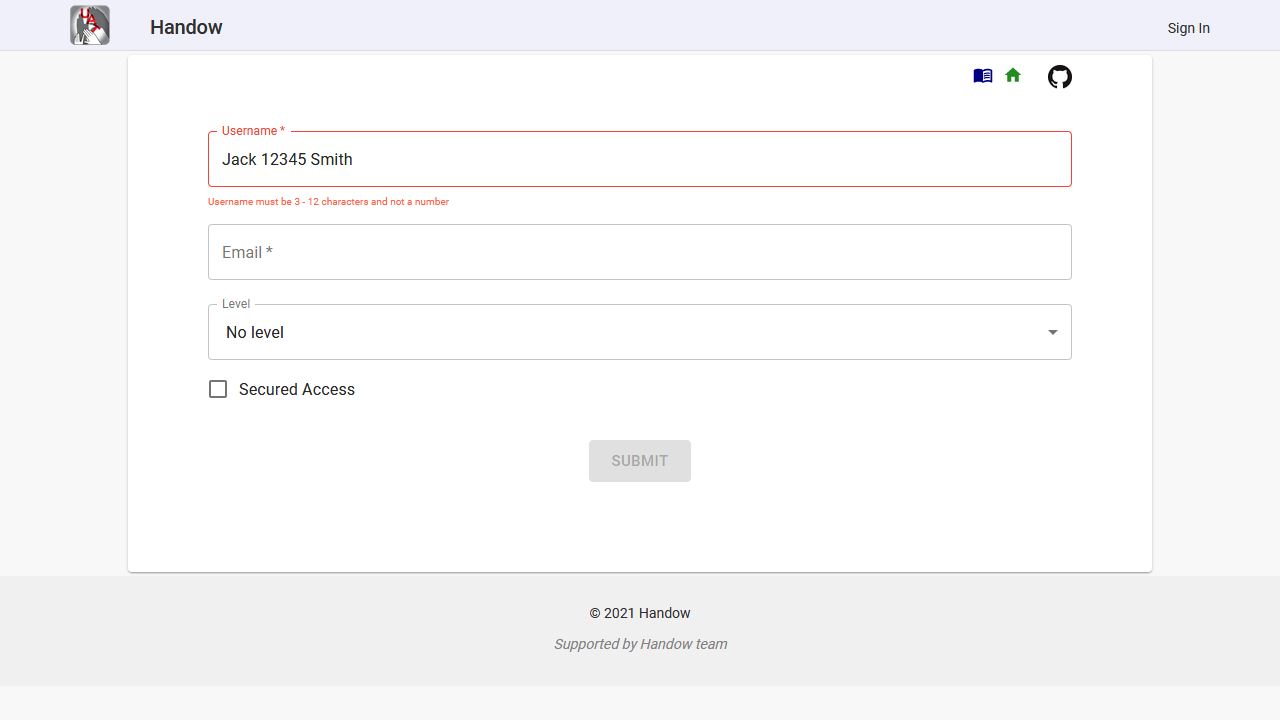 UA
Handow
Sign In
Username *
Jack 12345 Smith
Username must be 3 - 12 characters and not a number
Email *
Level
No level
Secured Access
SUBMIT
© 2021 Handow
Supported by Handow team